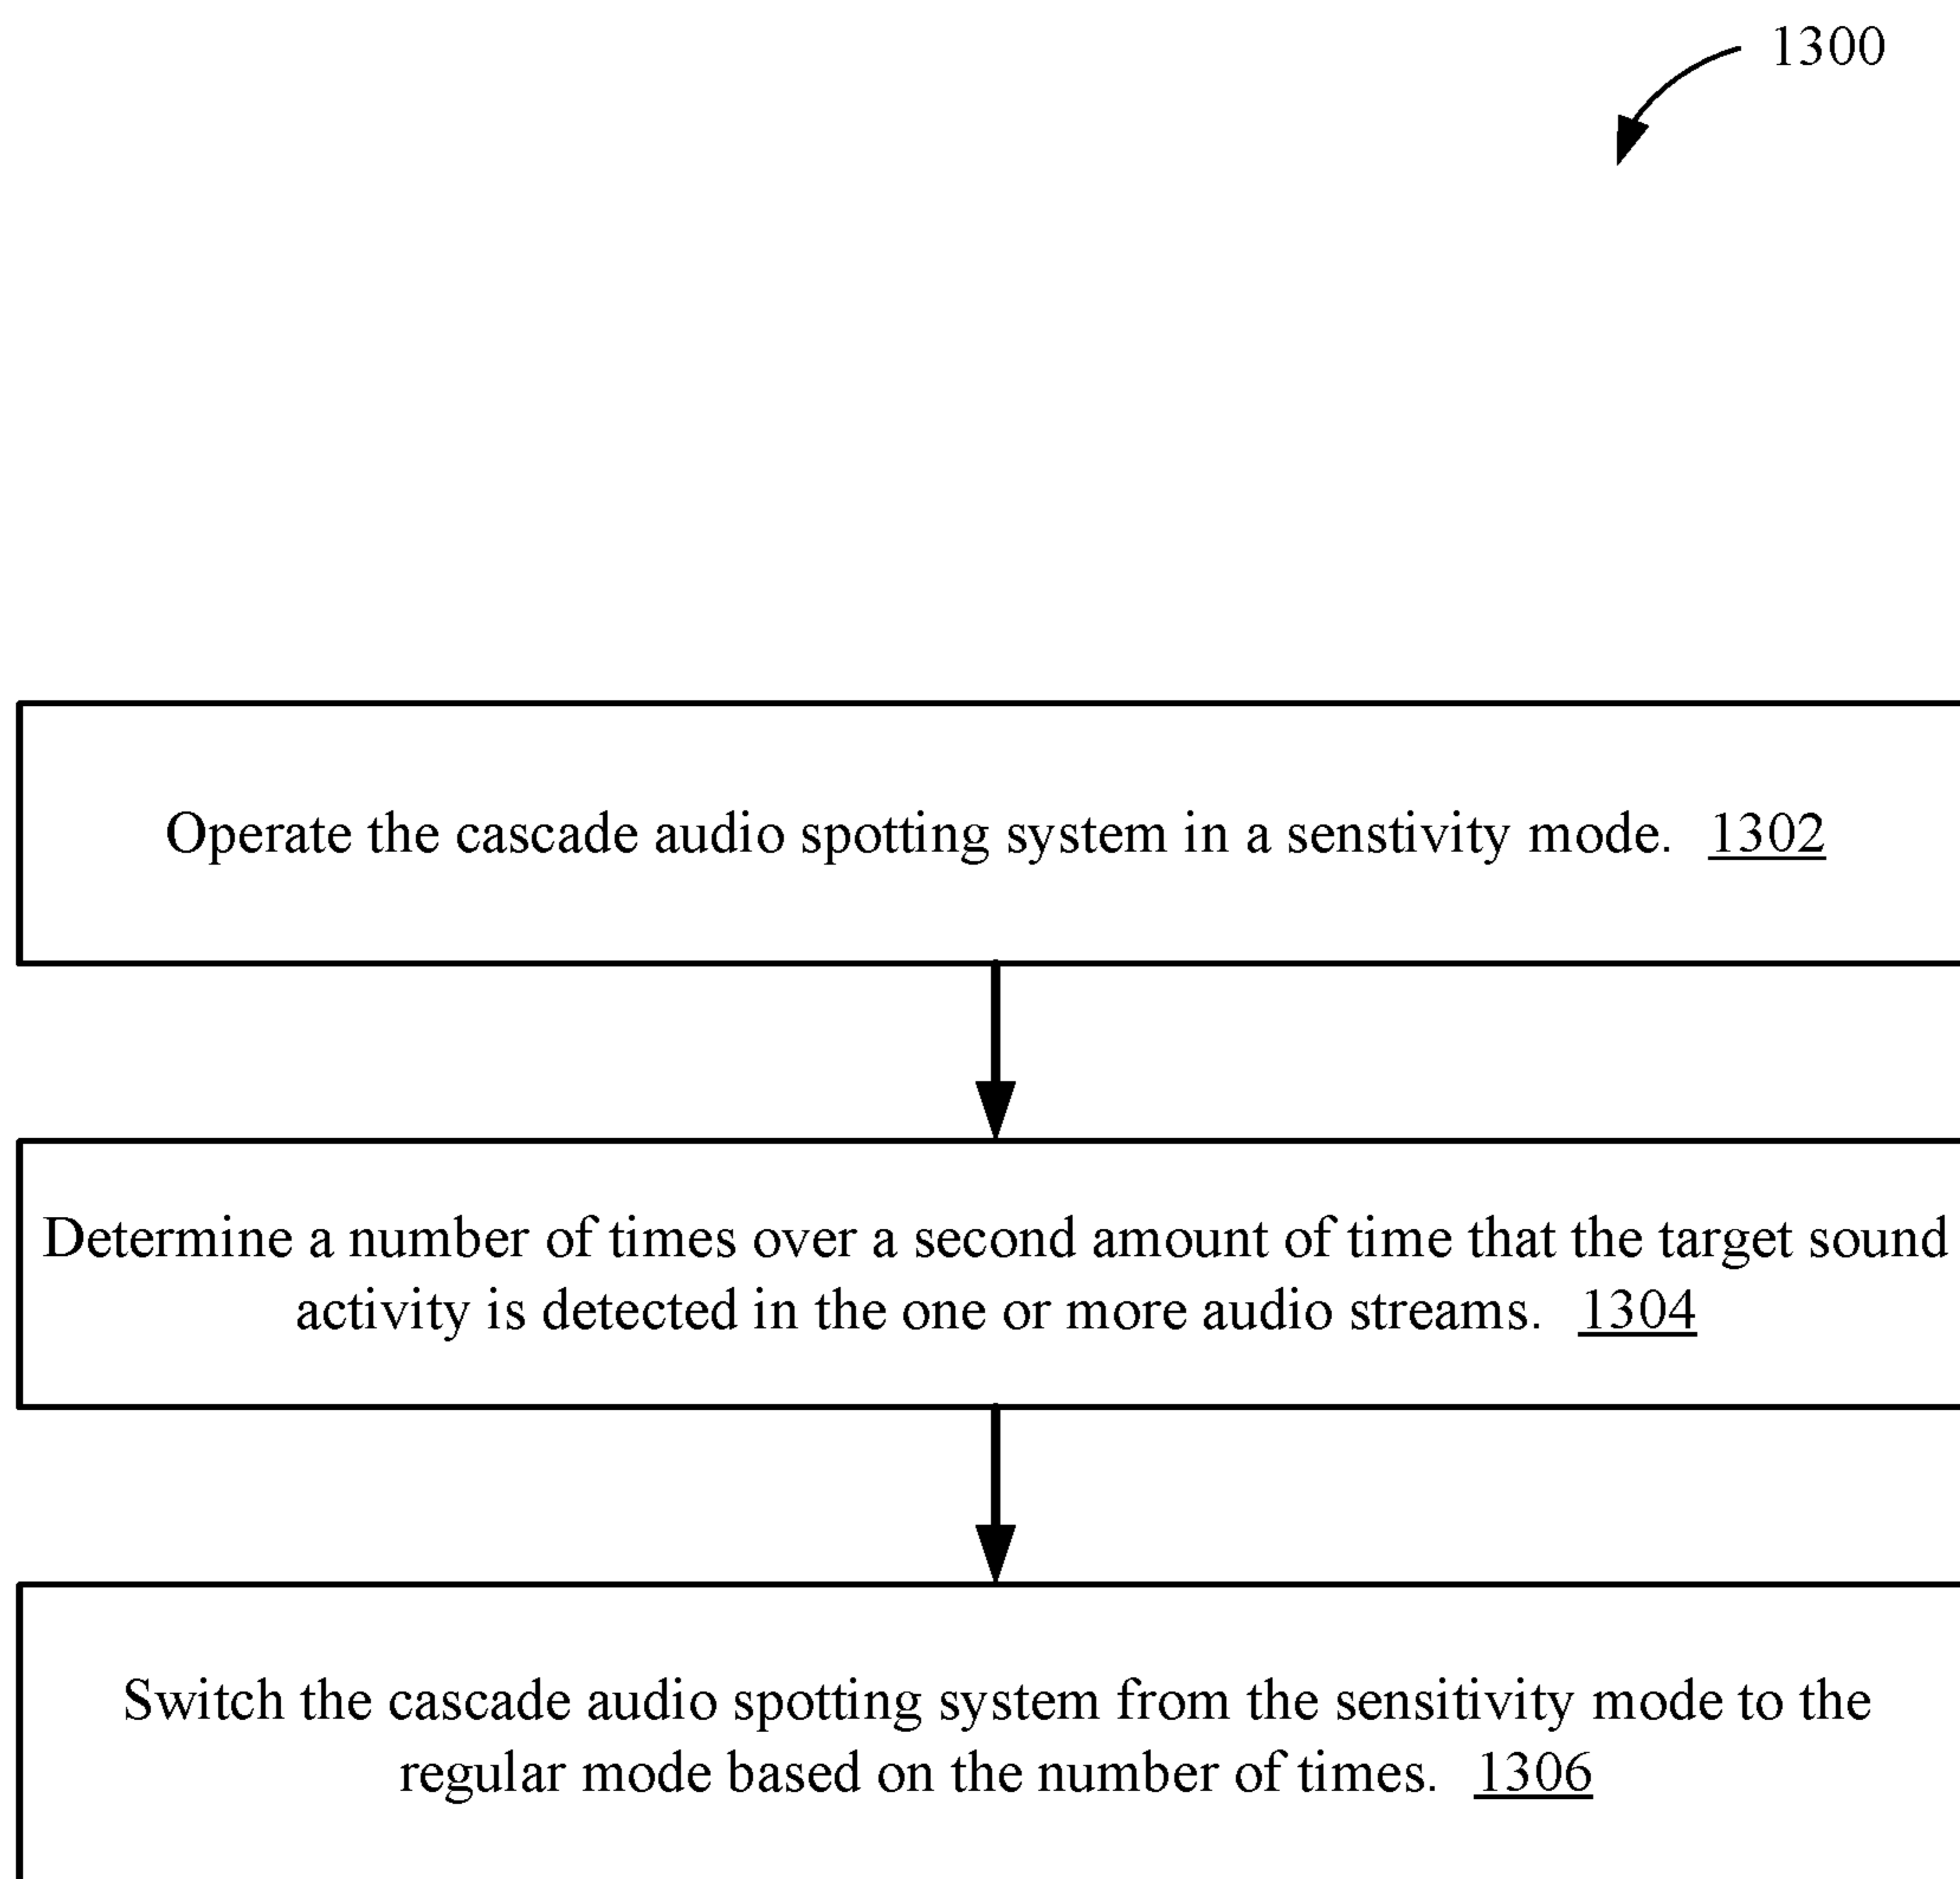 1300
Operate the cascade audio spotting system in a senstivity mode. 1302
Determine a number of times over a second amount of time that the target sound
activity is detected in the one or more audio streams. 1304
Switch the cascade audio spotting system from the sensitivity mode to the
regular mode based on the number of times. 1306